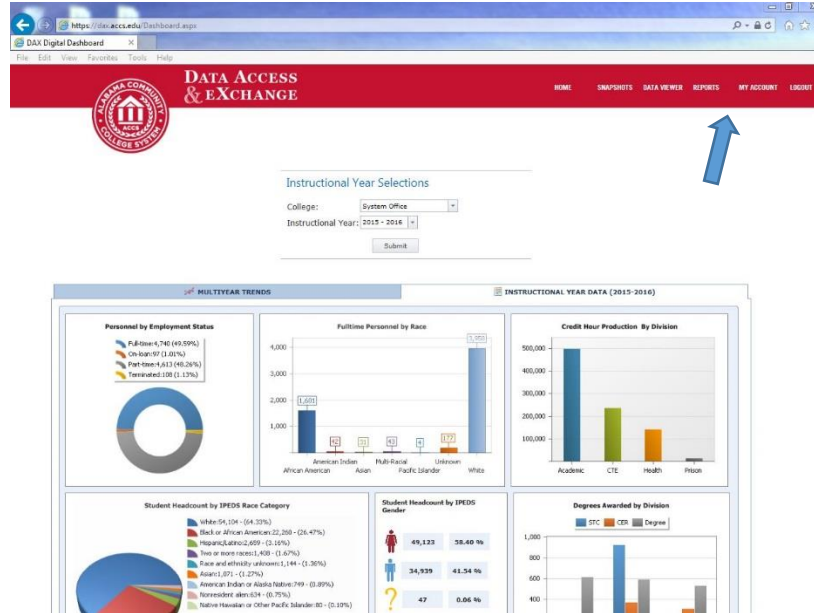 https://dax.accs.edu/Dashboard.aspx
DAX Digital Dashboard
File Edit View Favorites Tools Help
ALABAMA COMMUNITY
COLLEGE SYSTEM
ACCS
DATA ACCESS
& EXCHANGE
HOME SNAPSHOTS DATA VIEWER REPORTS MY ACCOUNT LOGOUT
Instructional Year Selections
College: System Office
Instructional Year: 2015 - 2016
Submit
MULTIYEAR TRENDS
INSTRUCTIONAL YEAR DATA (2015-2016)
Personnel by Employment Status
Full-time:4,740 (49.59%)
On-loan:97 (1.01%)
Part-time:4,613 (48.26%)
Terminated:108 (1.13%)
Fulltime Personnel by Race
4,000
3,000
2,000
1,000
1,601
42
31
43
4
177
American Indian Multi-Racial Unknown
African American Asian Pacific Islander White
Credit Hour Production By Division
500,000
400,000
300,000
200,000
100,000
Academic CTE Health Prison
Student Headcount by IPEDS Race Category
White:54,104 - (64.33%)
Black or African American:22,260 - (26.47%)
Hispanic/Latino:2,659 - (3.16%)
Two or more races:1,408 - (1.67%)
Race and ethnicity unknown:1,144 - (1.36%)
Asian:1,071 - (1.27%)
American Indian or Alaska Native:749 - (0.89%)
Nonresident alien:634 - (0.75%)
Native Hawaiian or Other Pacific Islander:80 - (0.10%)
Student Headcount by IPEDS
Gender
49,123 58.40 %
34,939 41.54 %
47 0.06 %
Degrees Awarded by Division
STC CER Degree
1,000
800
600
400